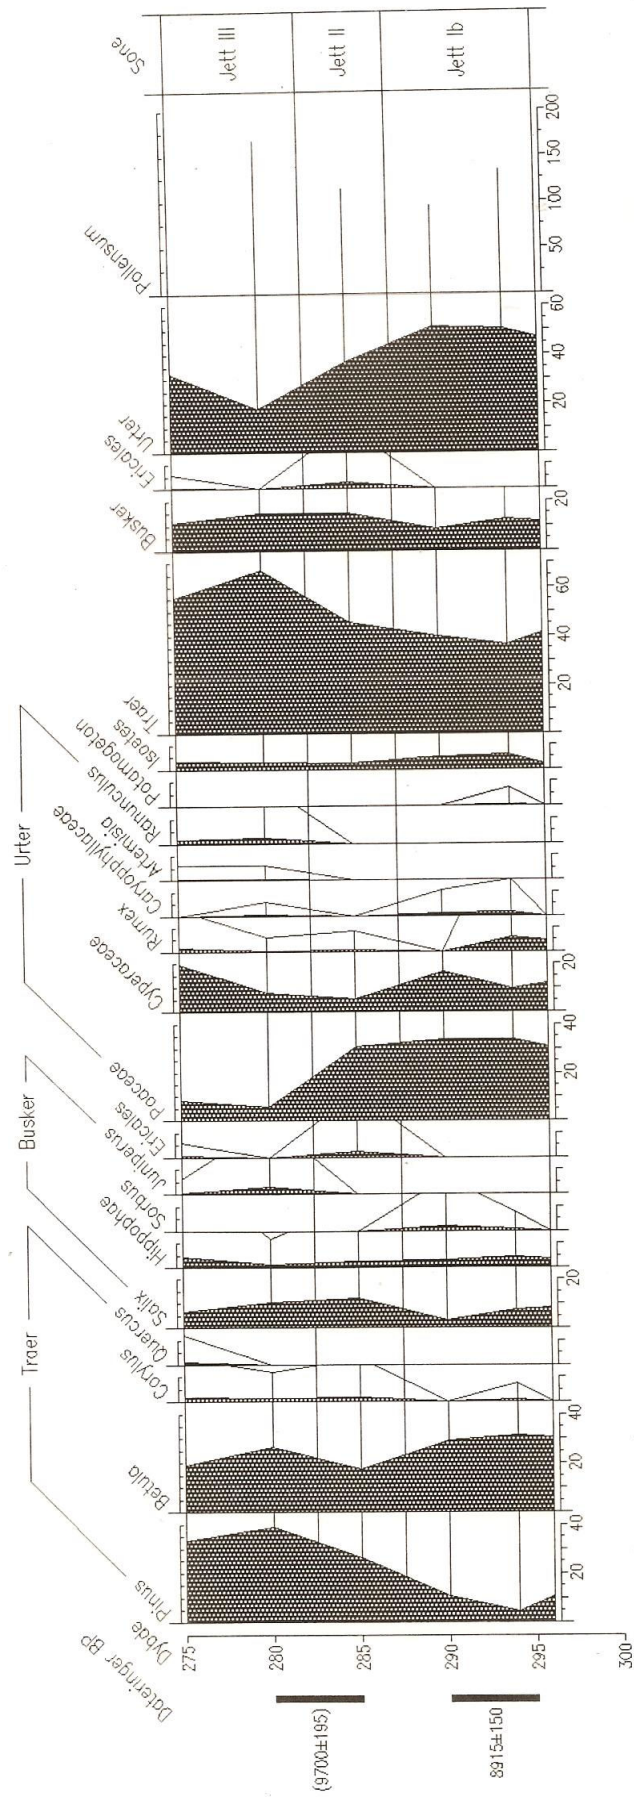 Træer
Busker
Urter
Dateringer BP
Dybde
Pinus
Betula
Corylus
Quercus
Salix
Hippophae
Sorbus
Juniperus
Ericales
Poaceae
Cyperaceae
Rumex
Caryophyllaceae
Artemisia
Ranunculus
Potamogeton
Isoetes
Træer
Busker
Ericales
Urter
Pollensum
Sone
275
280
285
290
295
300
(9700±195)
8915±150
Jett III
Jett II
Jett Ib
20 40
20 40
20
20 40
20
20 40 60
20
20 40 60
50 100 150 200